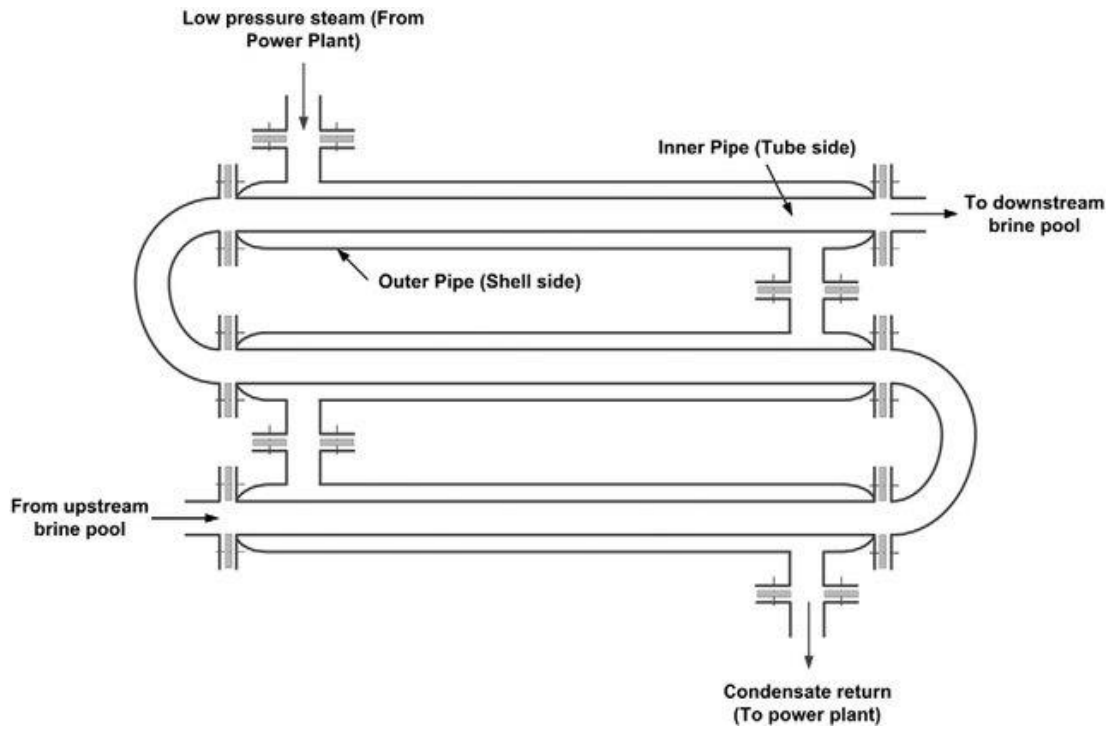 Low pressure steam (From
Power Plant)
Inner Pipe (Tube side)
To downstream
brine pool
Outer Pipe (Shell side)
From upstream
brine pool
Condensate return
(To power plant)